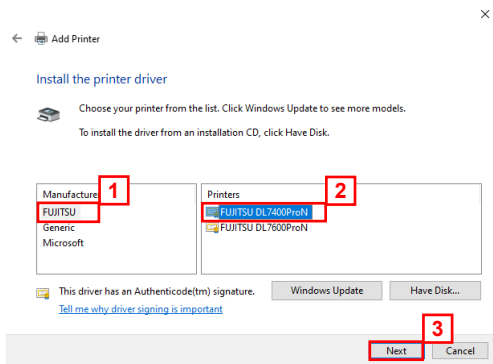 ×
← Add Printer
Install the printer driver
Choose your printer from the list. Click Windows Update to see more models.
To install the driver from an installation CD, click Have Disk.
Manufacturer 1
FUJITSU
Generic
Microsoft
Printers 2
FUJITSU DL7400ProN
FUJITSU DL7600ProN
This driver has an Authenticode(tm) signature.
Tell me why driver signing is important
Windows Update Have Disk...
3
Next Cancel